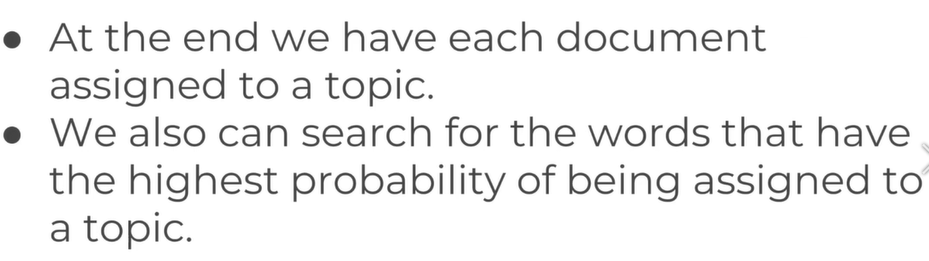 ● At the end we have each document
assigned to a topic.
● We also can search for the words that have
the highest probability of being assigned to
a topic.